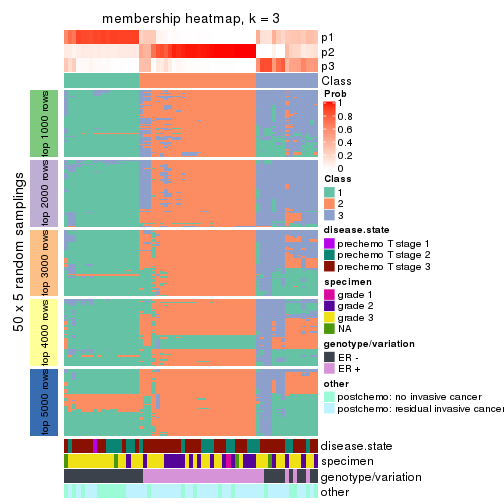 membership heatmap, k = 3
p1
p2
p3
Class
Prob
1
0.8
0.6
0.4
0.2
0
Class
1
2
3
disease.state
prechemo T stage 1
prechemo T stage 2
prechemo T stage 3
specimen
grade 1
grade 2
grade 3
NA
genotype/variation
ER -
ER +
other
postchemo: no invasive cancer
postchemo: residual invasive cancer
50 x 5 random samplings
top 1000 rows
top 2000 rows
top 3000 rows
top 4000 rows
top 5000 rows
disease.state
specimen
genotype/variation
other